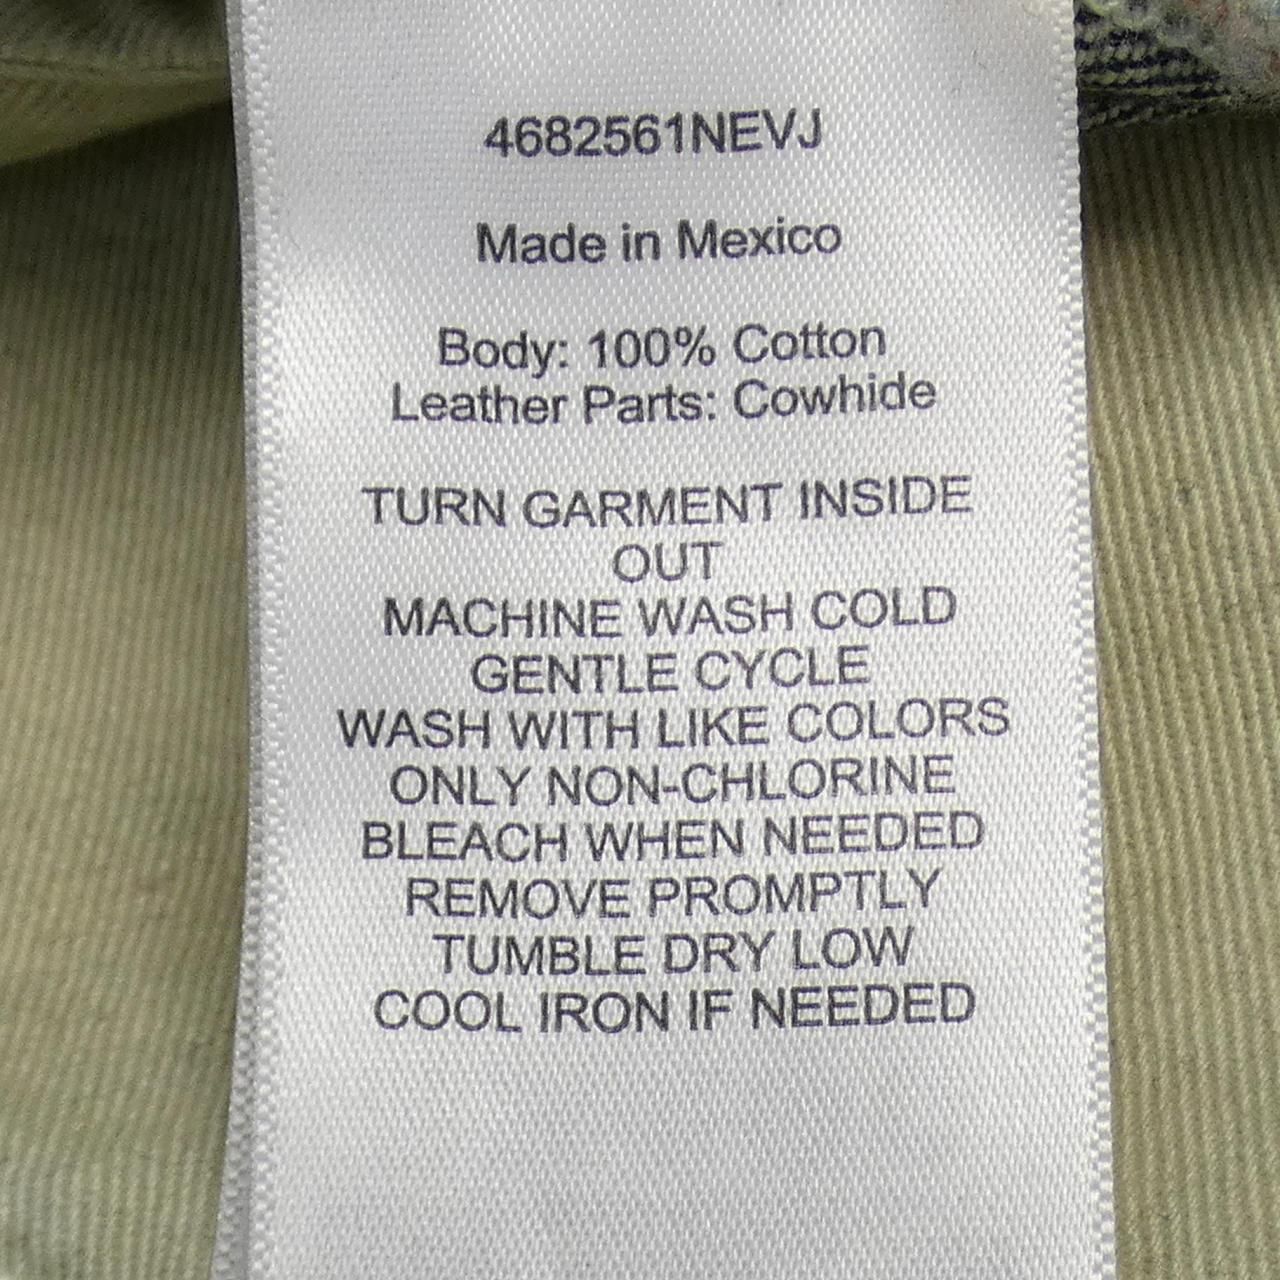 4682561NEVJ
Made in Mexico
Body: 100% Cotton
Leather Parts: Cowhide
TURN GARMENT INSIDE
OUT
MACHINE WASH COLD
GENTLE CYCLE
WASH WITH LIKE COLORS
ONLY NON-CHLORINE
BLEACH WHEN NEEDED
REMOVE PROMPTLY
TUMBLE DRY LOW
COOL IRON IF NEEDED